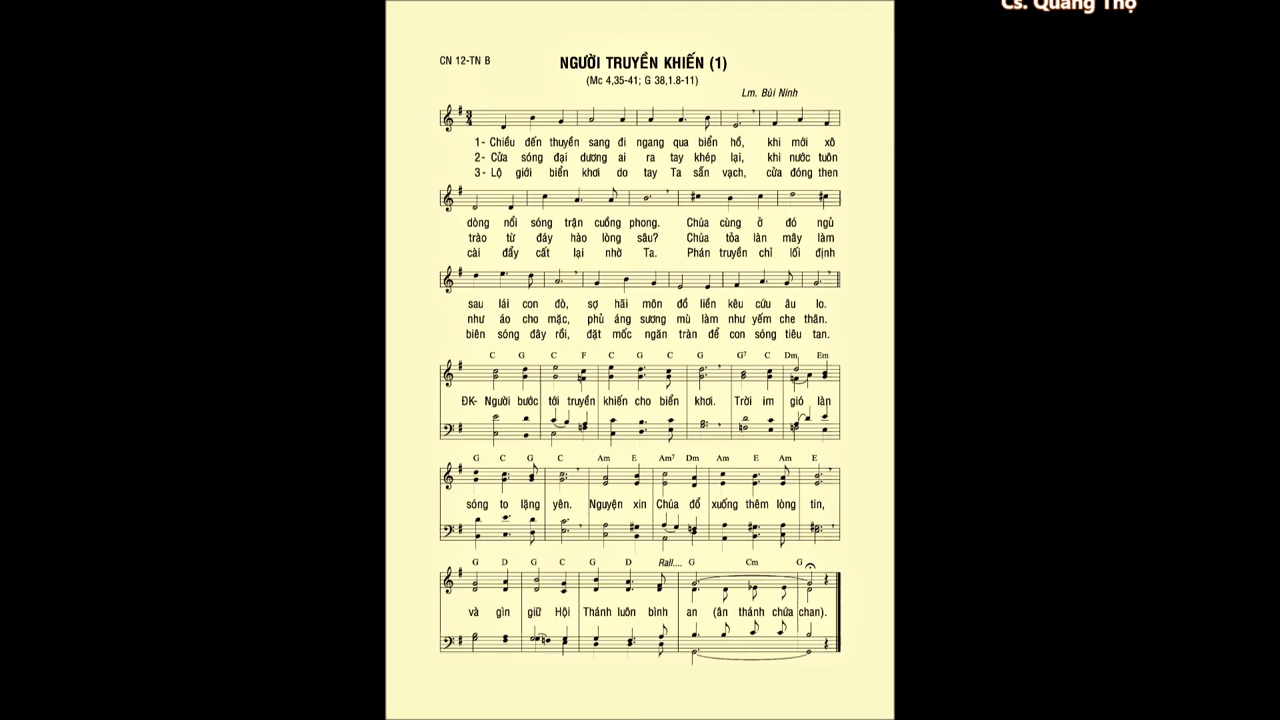 Cs. Quang Thọ
CN 12-TN B
NGƯỜI TRUYỀN KHIẾN (1)
(Mc 4,35-41; G 38,1.8-11)
Lm. Bùi Ninh
1- Chiều đến thuyền sang đi ngang qua biển hồ, khi mới xô
2- Cửa sóng đại dương ai ra tay khép lại, khi nước tuôn
3- Lộ giới biển khơi do tay Ta sẵn vạch, cửa đóng then
dòng nổi sóng trận cuồng phong. Chúa cùng ở đó ngủ
trào từ đáy hào lòng sâu? Chúa tỏa làn mây làm
cài đẩy cất lại nhờ Ta. Phán truyền chỉ lối định
sau lái con đò, sợ hãi môn đồ liền kêu cứu âu lo.
như áo cho mặc, phủ áng sương mù làm như yếm che thân.
biên sóng đây rồi, đặt mốc ngăn tràn để con sóng tiêu tan.
C G C F C G C G G7 C Dm Em
ĐK- Người bước tới truyền khiến cho biển khơi. Trời im gió làn
G C G C Am E Am7 Dm Am E Am E
sóng to lặng yên. Nguyện xin Chúa đổ xuống thêm lòng tin,
G D G C G D Rall.... G Cm G
và gìn giữ Hội Thánh luôn bình an (ân thánh chứa chan).